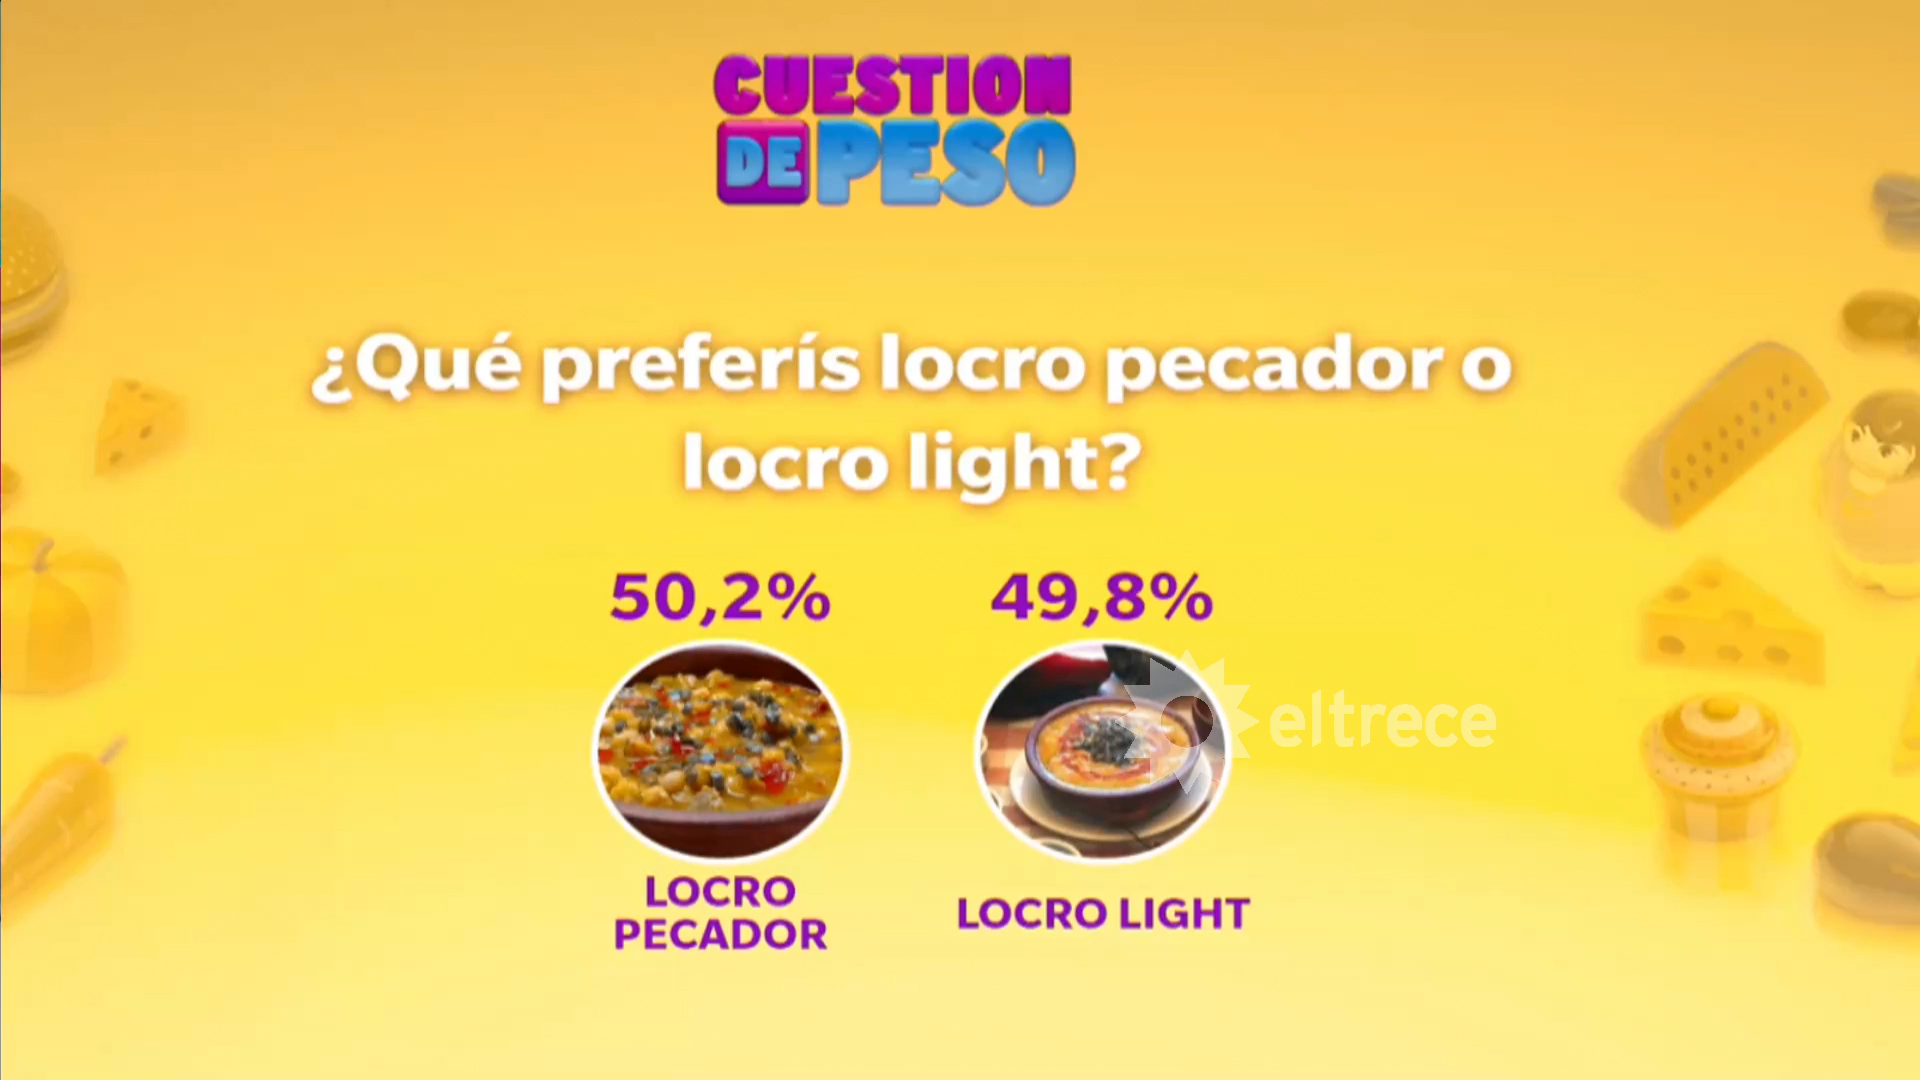 CUESTION
DE PESO
¿Qué preferís locro pecador o
locro light?
50,2%
49,8%
eltrece
LOCRO
PECADOR
LOCRO LIGHT